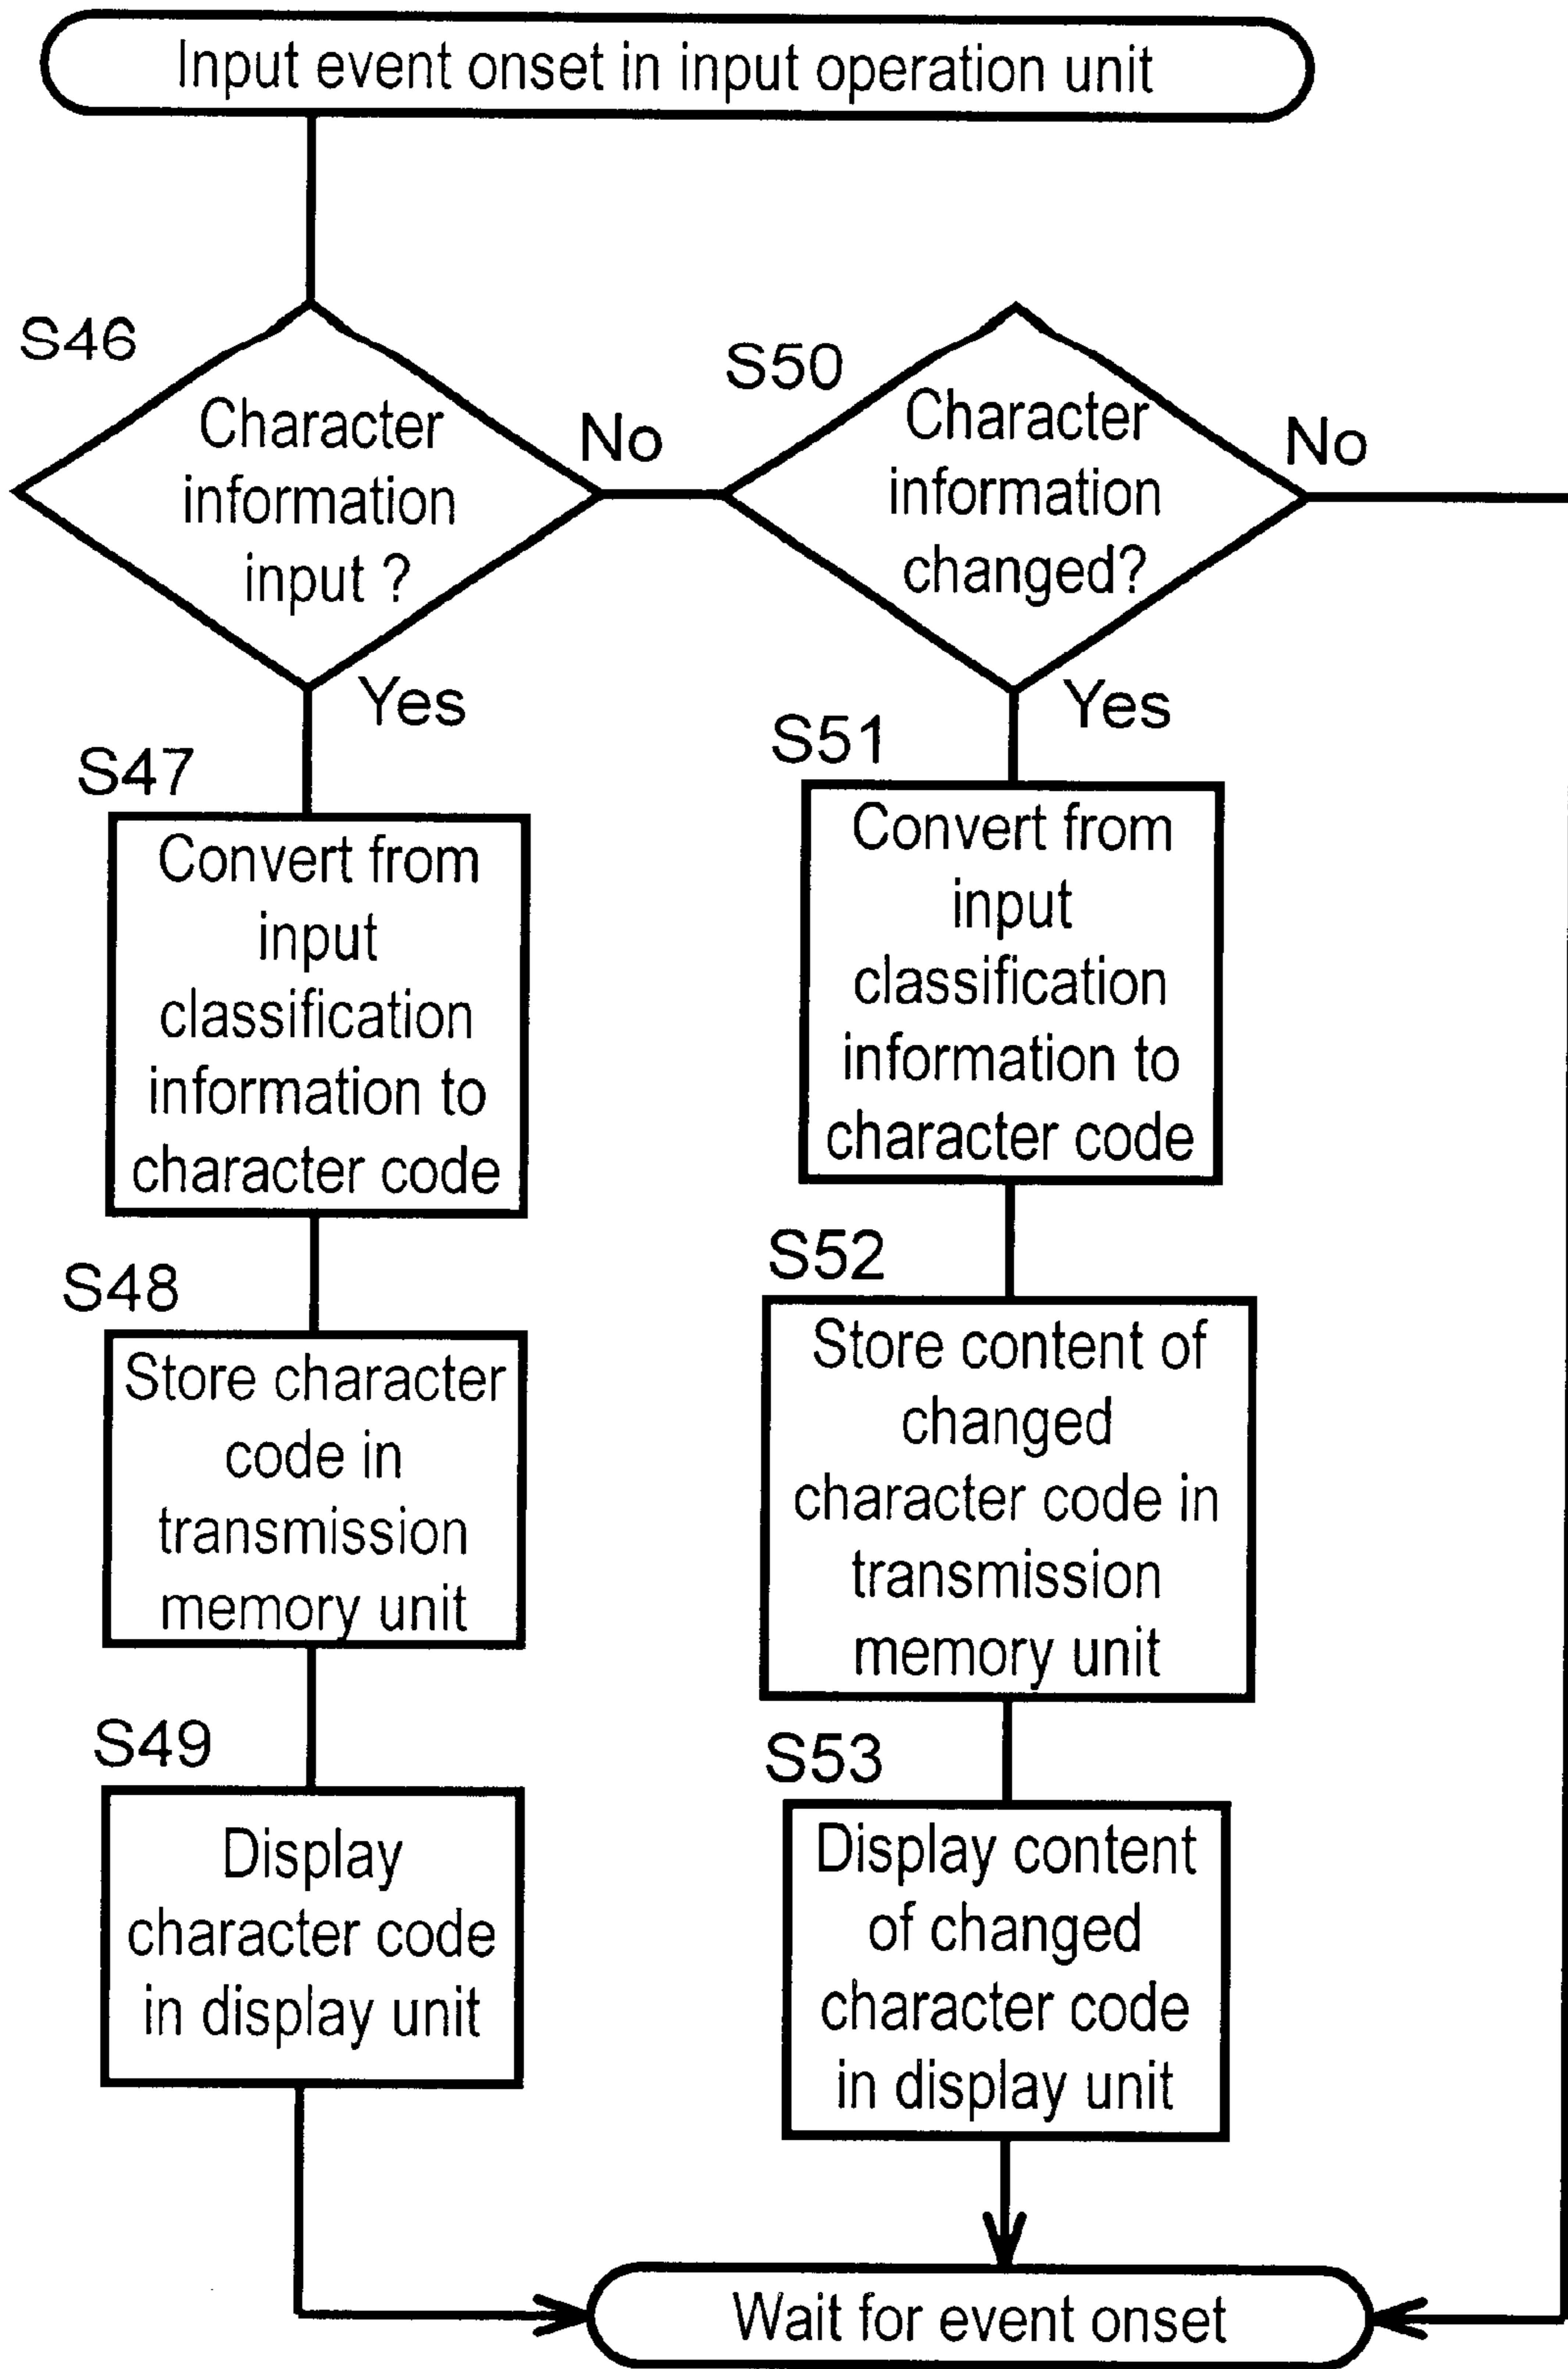 Input event onset in input operation unit
S46
Character
information
input ?
No
Yes
S47
Convert from
input
classification
information to
character code
S48
Store character
code in
transmission
memory unit
S49
Display
character code
in display unit
S50
Character
information
changed?
No
Yes
S51
Convert from
input
classification
information to
character code
S52
Store content of
changed
character code in
transmission
memory unit
S53
Display content
of changed
character code
in display unit
Wait for event onset